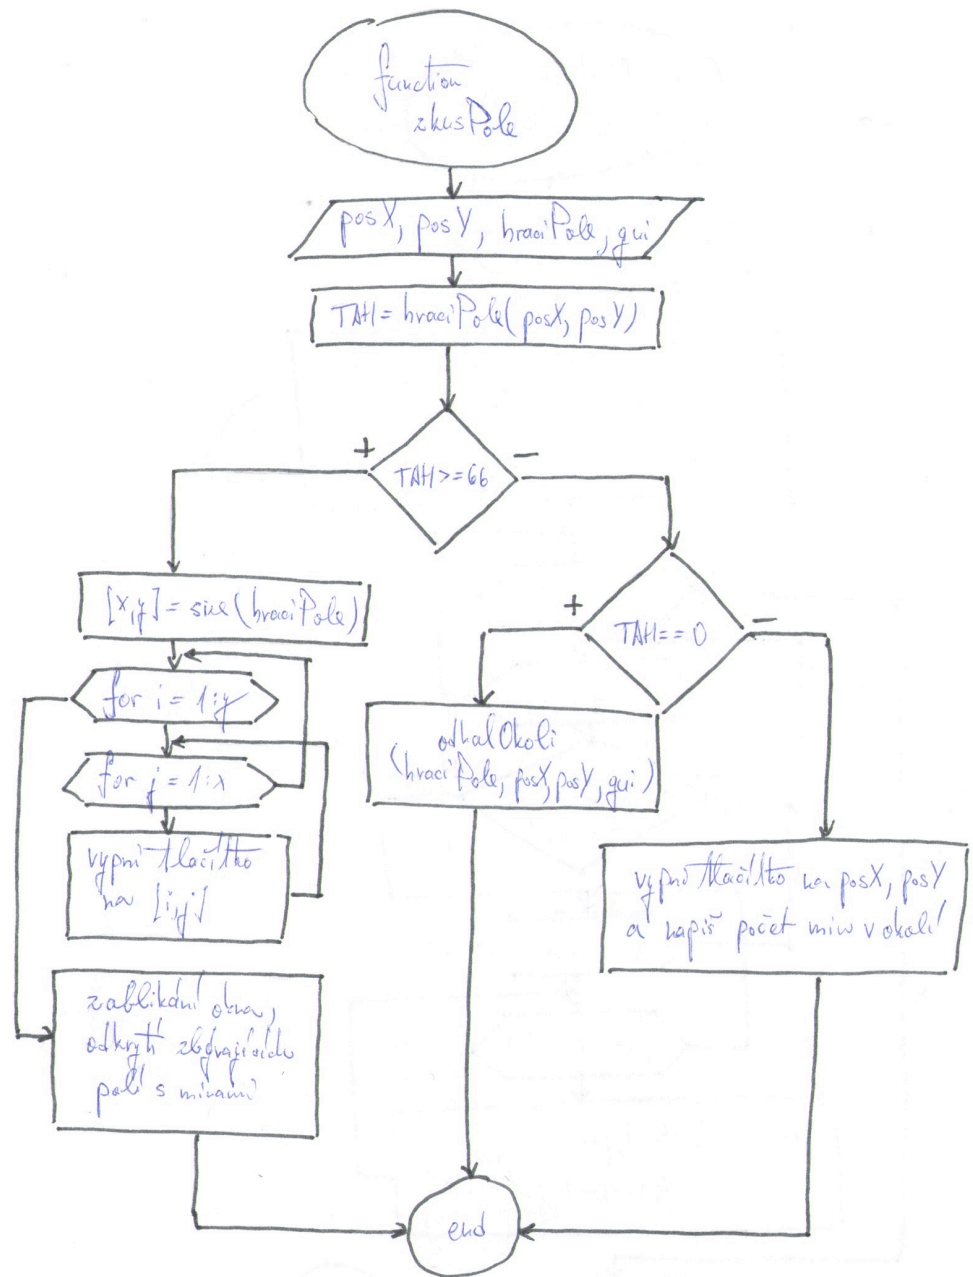 function
zkusPole
posX, posY, hraciPole, gui
TAH=hraciPole(posX, posY)
+
-
TAH>=66
[x,y]=size(hraciPole)
+
-
TAH==0
for i = 1:y
odhalOkoli
(hraciPole, posX, posY, gui)
for j = 1:x
vypni tlačítko
na [i,j]
vypni tlačítko na posX, posY
a napiš počet min v okolí
zablikání okna,
odkrytí zbývajících
polí s minami
end